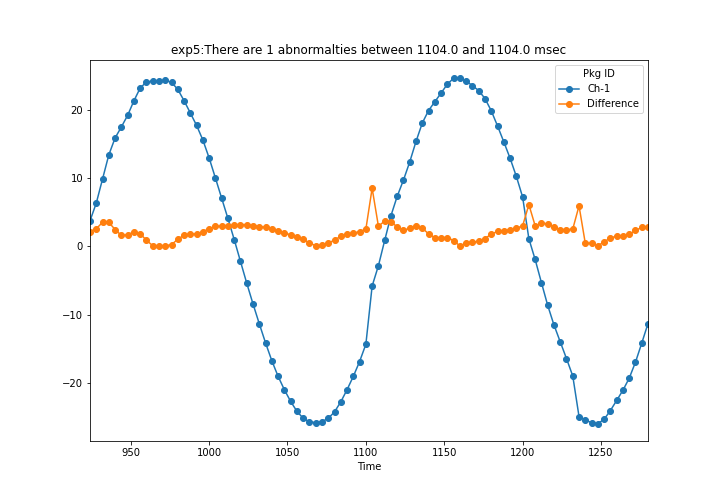 exp5:There are 1 abnormalties between 1104.0 and 1104.0 msec
Pkg ID
Ch-1
Difference
20
10
0
−10
−20
950
1000
1050
1100
1150
1200
1250
Time